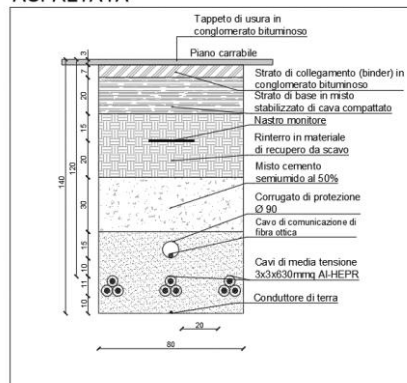 ASFALTATA
Tappeto di usura in
conglomerato bituminoso
Piano carrabile
Strato di collegamento (binder) in
conglomerato bituminoso
Strato di base in misto
stabilizzato di cava compattato
Nastro monitore
Rinterro in materiale
di recupero da scavo
Misto cemento
semiumido al 50%
Corrugato di protezione
Ø 90
Cavo di comunicazione di
fibra ottica
Cavi di media tensione
3x3x630mmq Al-HEPR
Conduttore di terra
3
7
20
15
20
30
15
10
11
10
120
140
20
80